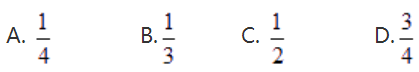 A. 1/4 B. 1/3 C. 1/2 D. 3/4